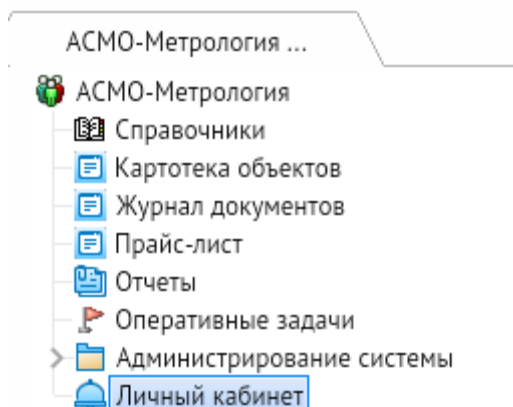 АСМО-Метрология ...
АСМО-Метрология
Справочники
Картотека объектов
Журнал документов
Прайс-лист
Отчеты
Оперативные задачи
Администрирование системы
Личный кабинет